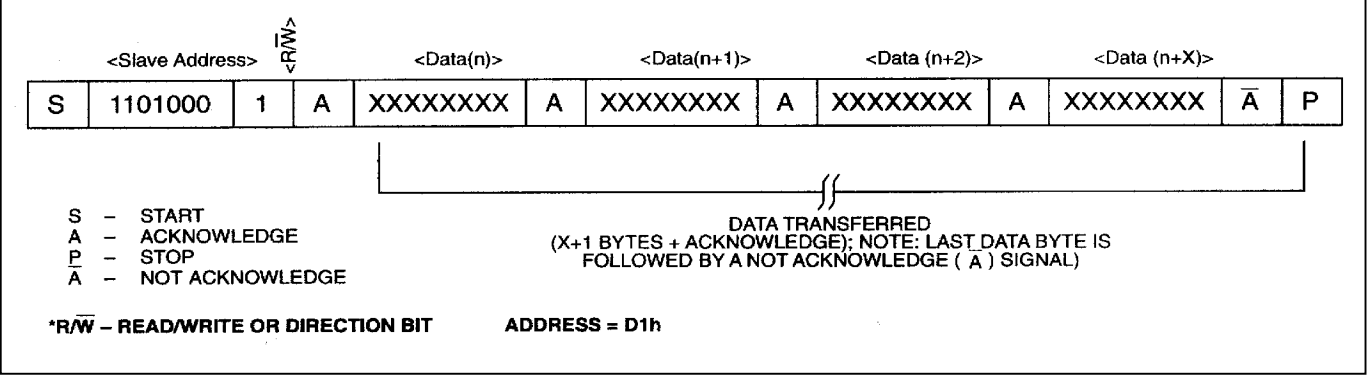 <R/W̅>
<Slave Address> <Data(n)> <Data(n+1)> <Data (n+2)> <Data (n+X)>
S 1101000 1 A XXXXXXXX A XXXXXXXX A XXXXXXXX A XXXXXXXX A̅ P
S – START
A – ACKNOWLEDGE
P – STOP
A̅ – NOT ACKNOWLEDGE
DATA TRANSFERRED
(X+1 BYTES + ACKNOWLEDGE); NOTE: LAST DATA BYTE IS
FOLLOWED BY A NOT ACKNOWLEDGE ( A̅ ) SIGNAL)
*R/W̅ – READ/WRITE OR DIRECTION BIT ADDRESS = D1h